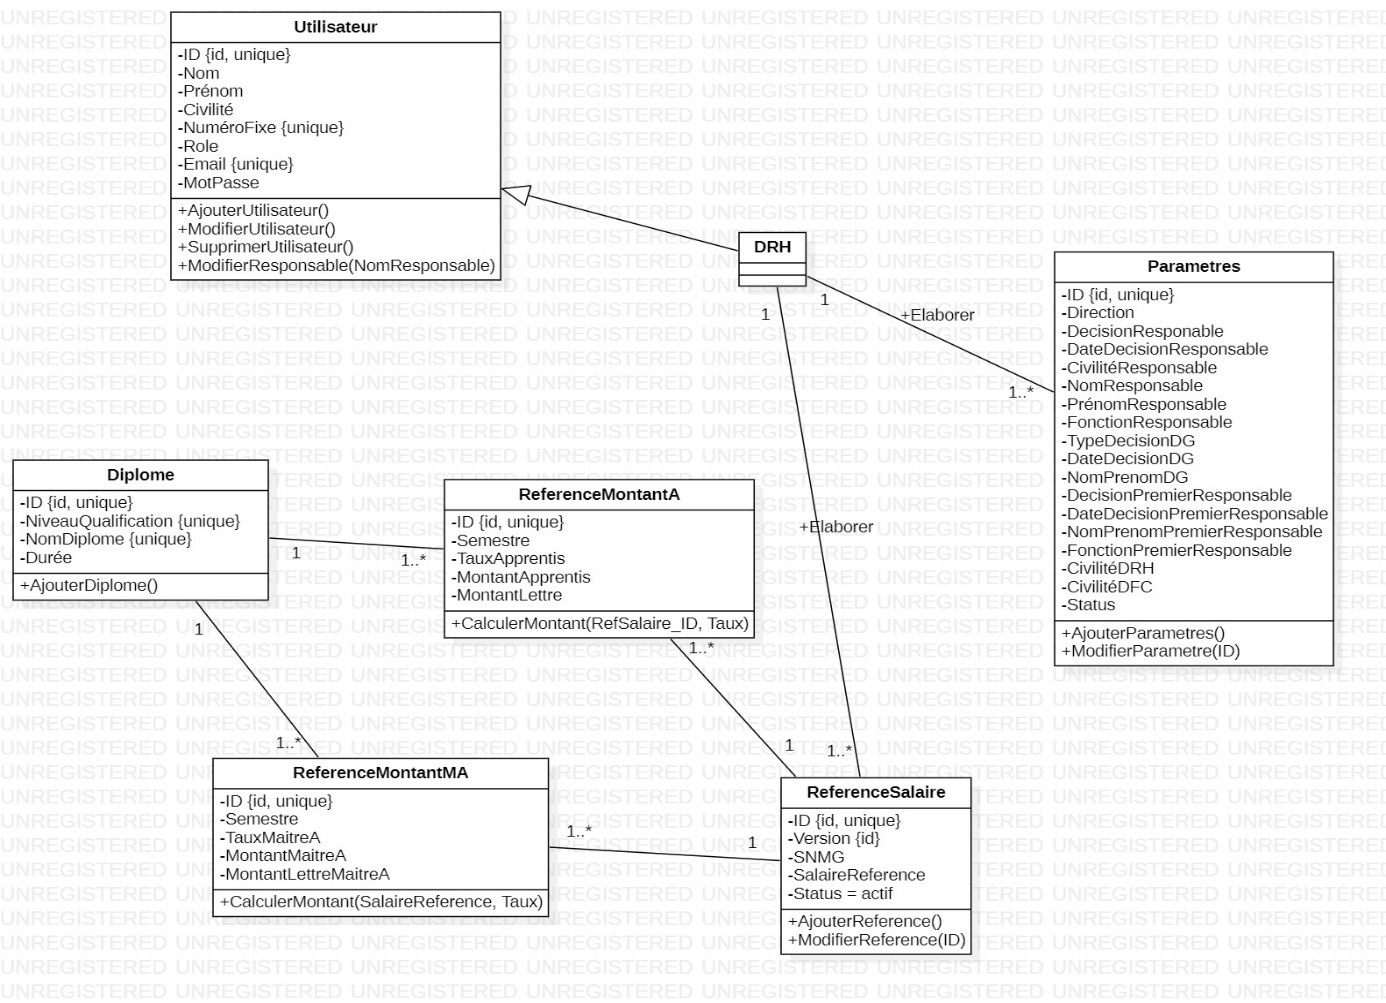 Utilisateur
-ID {id, unique}
-Nom
-Prénom
-Civilité
-NuméroFixe {unique}
-Role
-Email {unique}
-MotPasse
+AjouterUtilisateur()
+ModifierUtilisateur()
+SupprimerUtilisateur()
+ModifierResponsable(NomResponsable)
DRH
1
1
+Elaborer
1..*
Parametres
-ID {id, unique}
-Direction
-DecisionResponable
-DateDecisionResponsable
-CivilitéResponsable
-NomResponsable
-PrénomResponsable
-FonctionResponsable
-TypeDecisionDG
-DateDecisionDG
-NomPrenomDG
-DecisionPremierResponsable
-DateDecisionPremierResponsable
-NomPrenomPremierResponsable
-FonctionPremierResponsable
-CivilitéDRH
-CivilitéDFC
-Status
+AjouterParametres()
+ModifierParametre(ID)
Diplome
-ID {id, unique}
-NiveauQualification {unique}
-NomDiplome {unique}
-Durée
+AjouterDiplome()
1
1..*
ReferenceMontantA
-ID {id, unique}
-Semestre
-TauxApprentis
-MontantApprentis
-MontantLettre
+CalculerMontant(RefSalaire_ID, Taux)
+Elaborer
1
1..*
1..*
1
1..*
ReferenceMontantMA
-ID {id, unique}
-Semestre
-TauxMaitreA
-MontantMaitreA
-MontantLettreMaitreA
+CalculerMontant(SalaireReference, Taux)
1..*
1
ReferenceSalaire
-ID {id, unique}
-Version {id}
-SNMG
-SalaireReference
-Status = actif
+AjouterReference()
+ModifierReference(ID)
UNREGISTERED